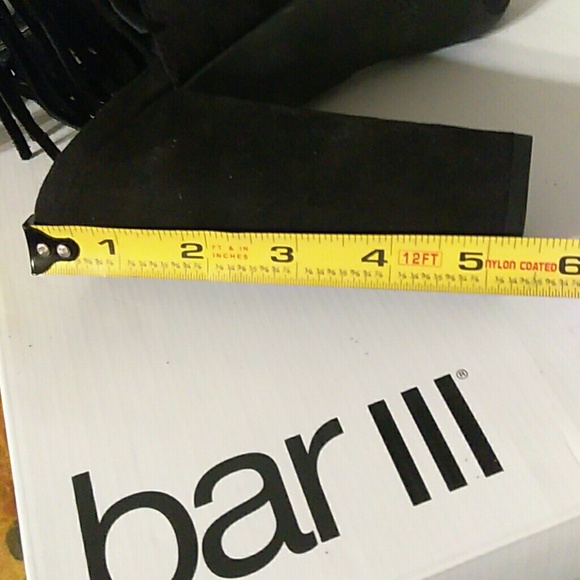 1 2 FT & IN INCHES 3 4 12FT 5 NYLON COATED 6
bar III®